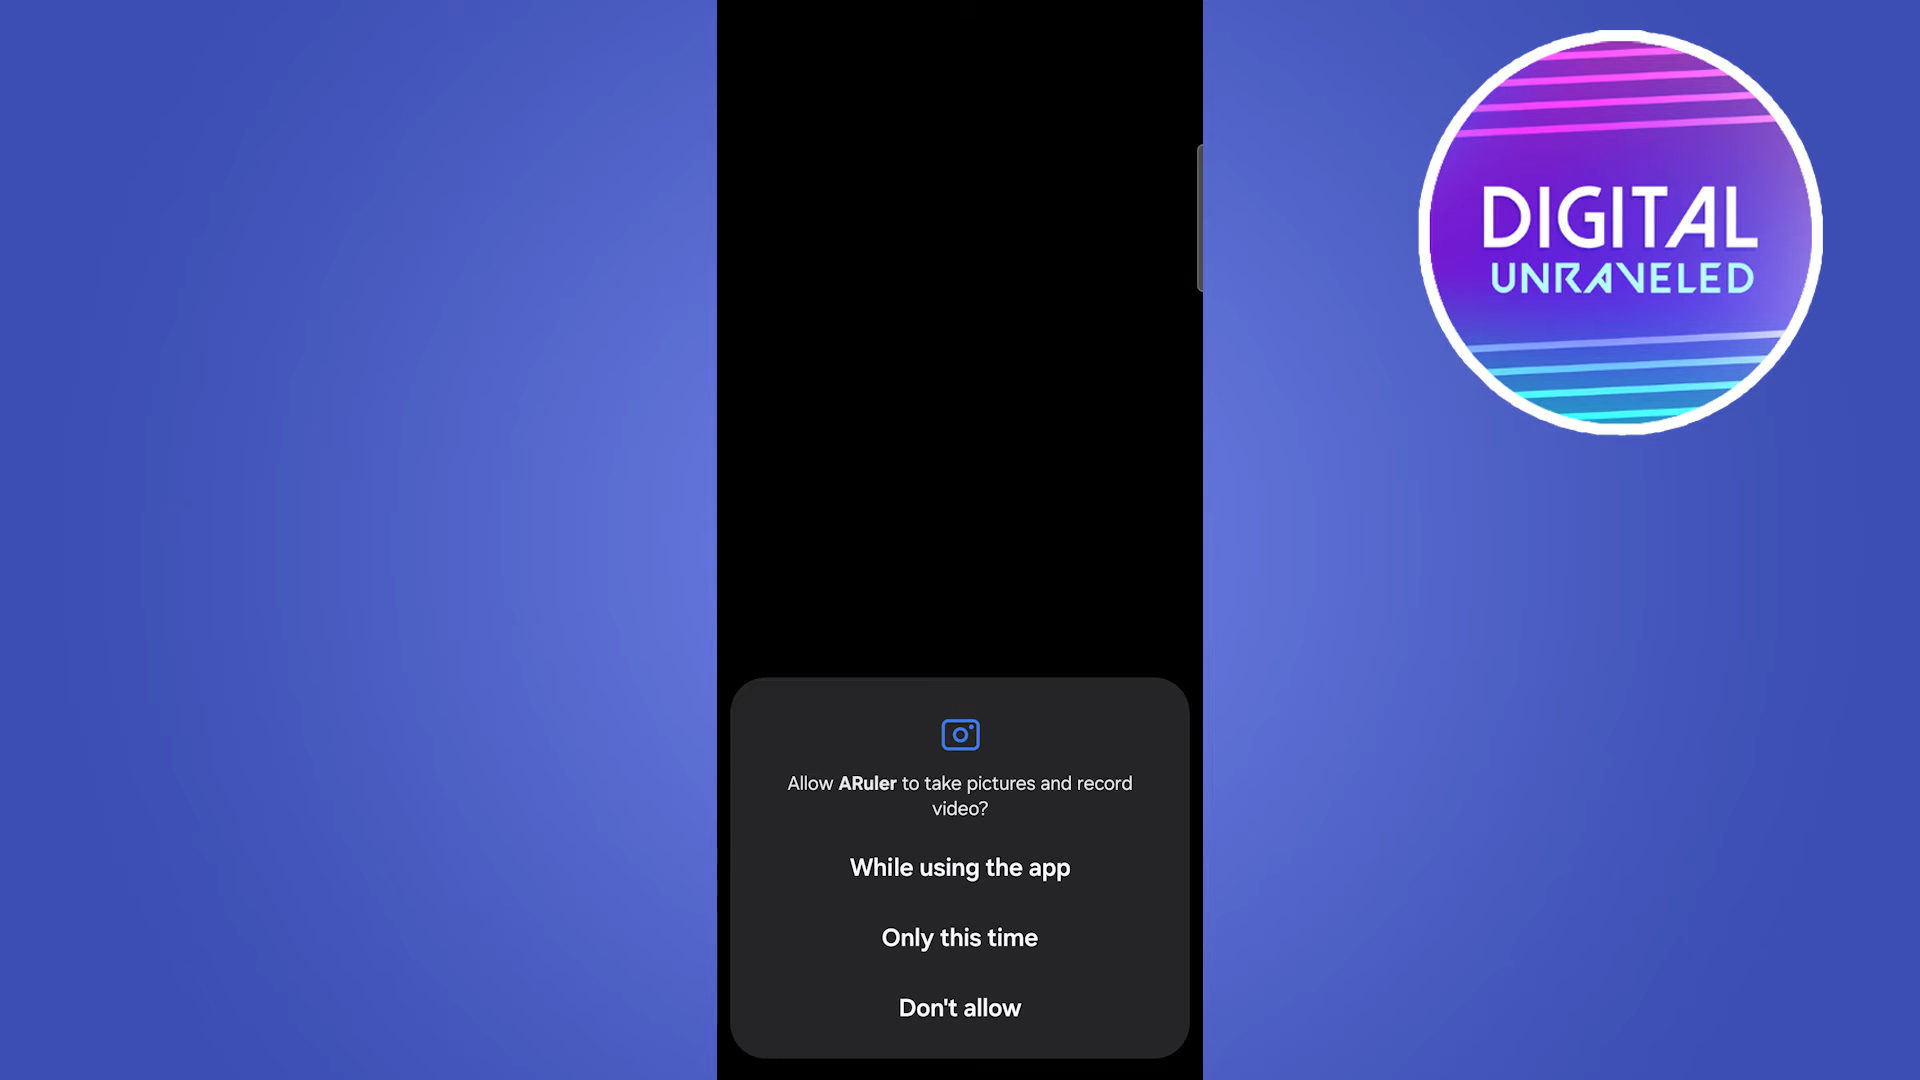 DIGITAL
UNRAVELED
Allow ARuler to take pictures and record
video?
While using the app
Only this time
Don't allow